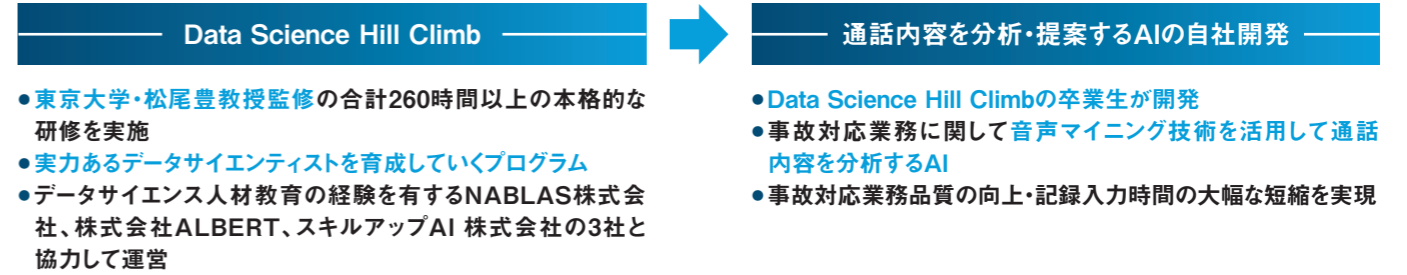 Data Science Hill Climb
●東京大学・松尾豊教授監修の合計260時間以上の本格的な
研修を実施
●実力あるデータサイエンティストを育成していくプログラム
●データサイエンス人材教育の経験を有するNABLAS株式会
社、株式会社ALBERT、スキルアップAI 株式会社の3社と
協力して運営
通話内容を分析・提案するAIの自社開発
●Data Science Hill Climbの卒業生が開発
●事故対応業務に関して音声マイニング技術を活用して通話
内容を分析するAI
●事故対応業務品質の向上・記録入力時間の大幅な短縮を実現